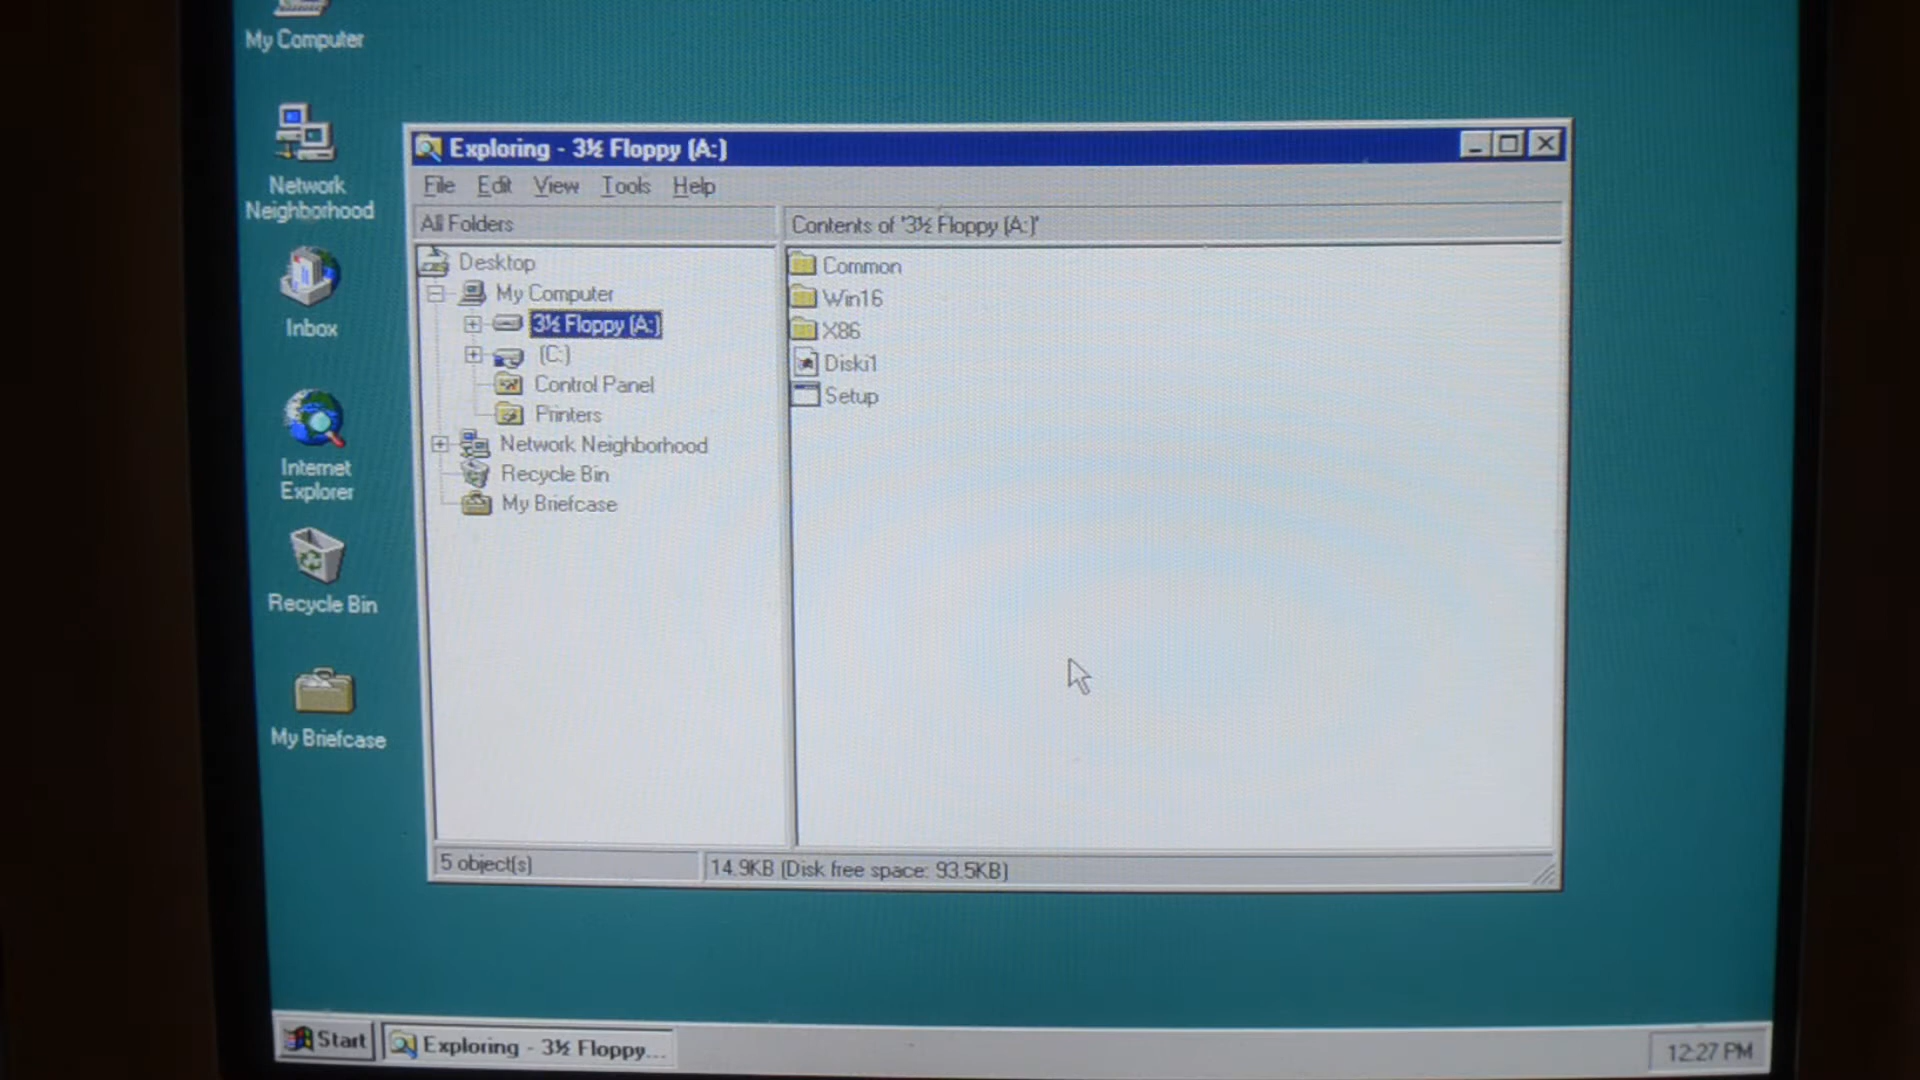 My Computer
Network
Neighborhood
Inbox
Internet
Explorer
Recycle Bin
My Briefcase
Exploring - 3½ Floppy (A:)
File Edit View Tools Help
All Folders
Contents of '3½ Floppy (A:)'
Desktop
My Computer
3½ Floppy (A:)
(C:)
Control Panel
Printers
Network Neighborhood
Recycle Bin
My Briefcase
Common
Win16
X86
Diski1
Setup
5 object(s)
14.9KB (Disk free space: 93.5KB)
Start
Exploring - 3½ Floppy...
12:27 PM